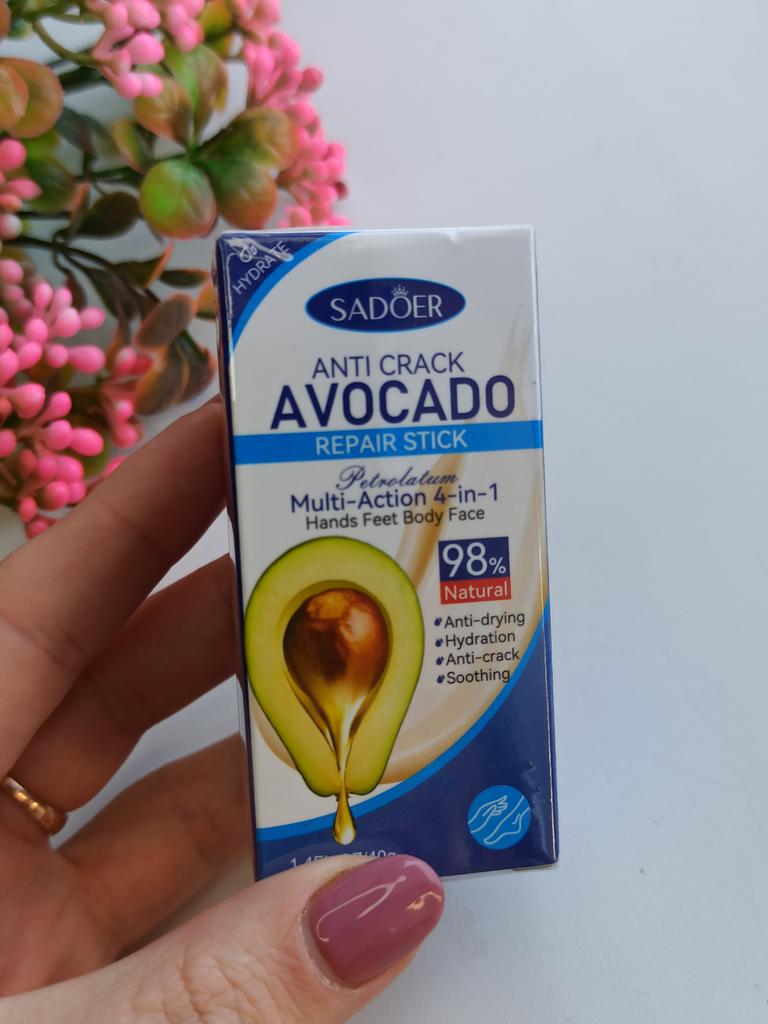 HYDRATE
SADOER
ANTI CRACK
AVOCADO
REPAIR STICK
Petrolatum
Multi-Action 4-in-1
Hands Feet Body Face
98%
Natural
Anti-drying
Hydration
Anti-crack
Soothing